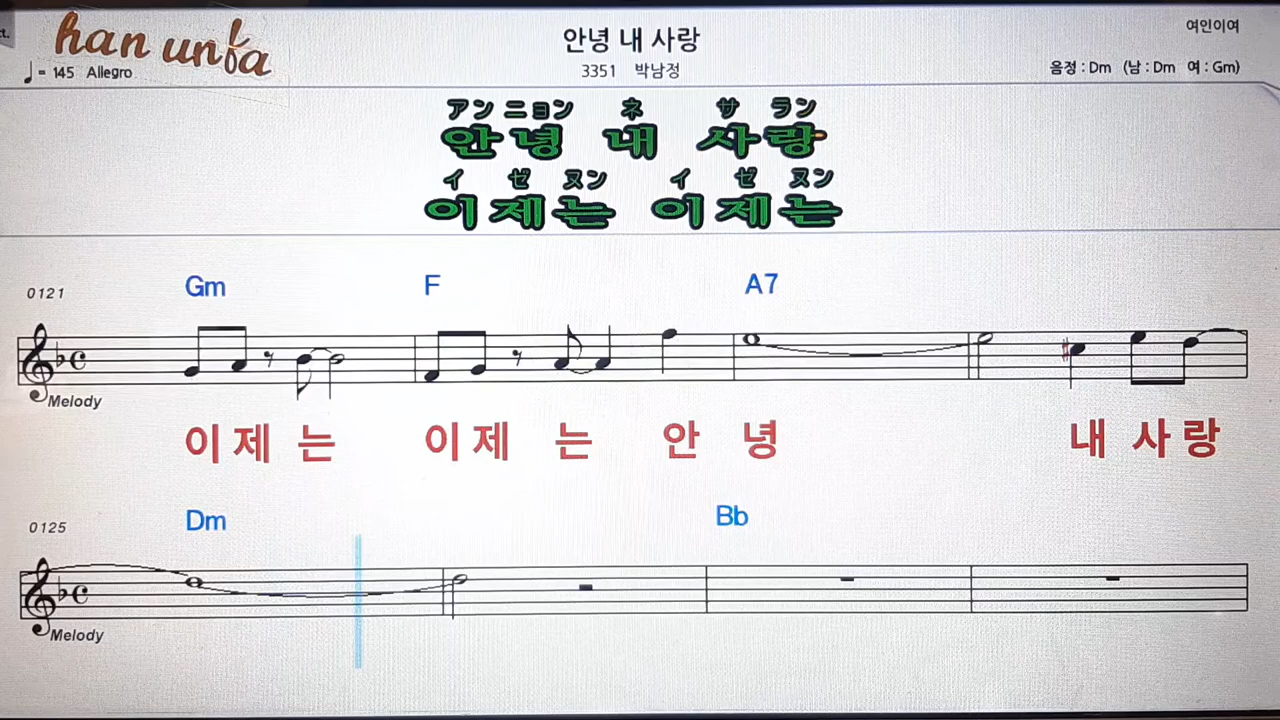 ct.
han unfa
안녕 내 사랑
여인이여
♩= 145 Allegro
3351 박남정
음정 : Dm (남 : Dm 여 : Gm)
アン ニョン ネ サ ラン
안녕 내 사랑
イ ゼ ヌン イ ゼ ヌン
이제는 이제는
0121 Gm F A7
Melody
이 제 는 이 제 는 안 녕 내 사 랑
0125 Dm Bb
Melody